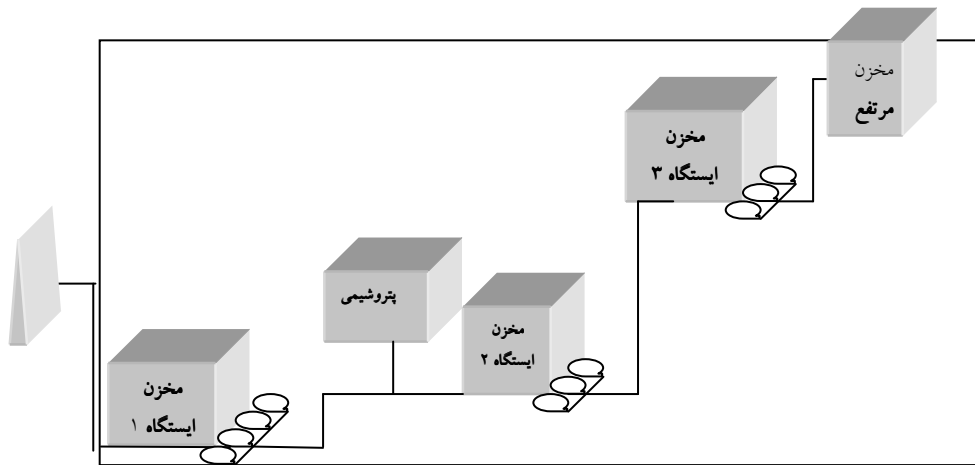 مخزن
مرتفع
مخزن
ایستگاه ۳
پتروشیمی
مخزن
ایستگاه ۲
مخزن
ایستگاه ۱